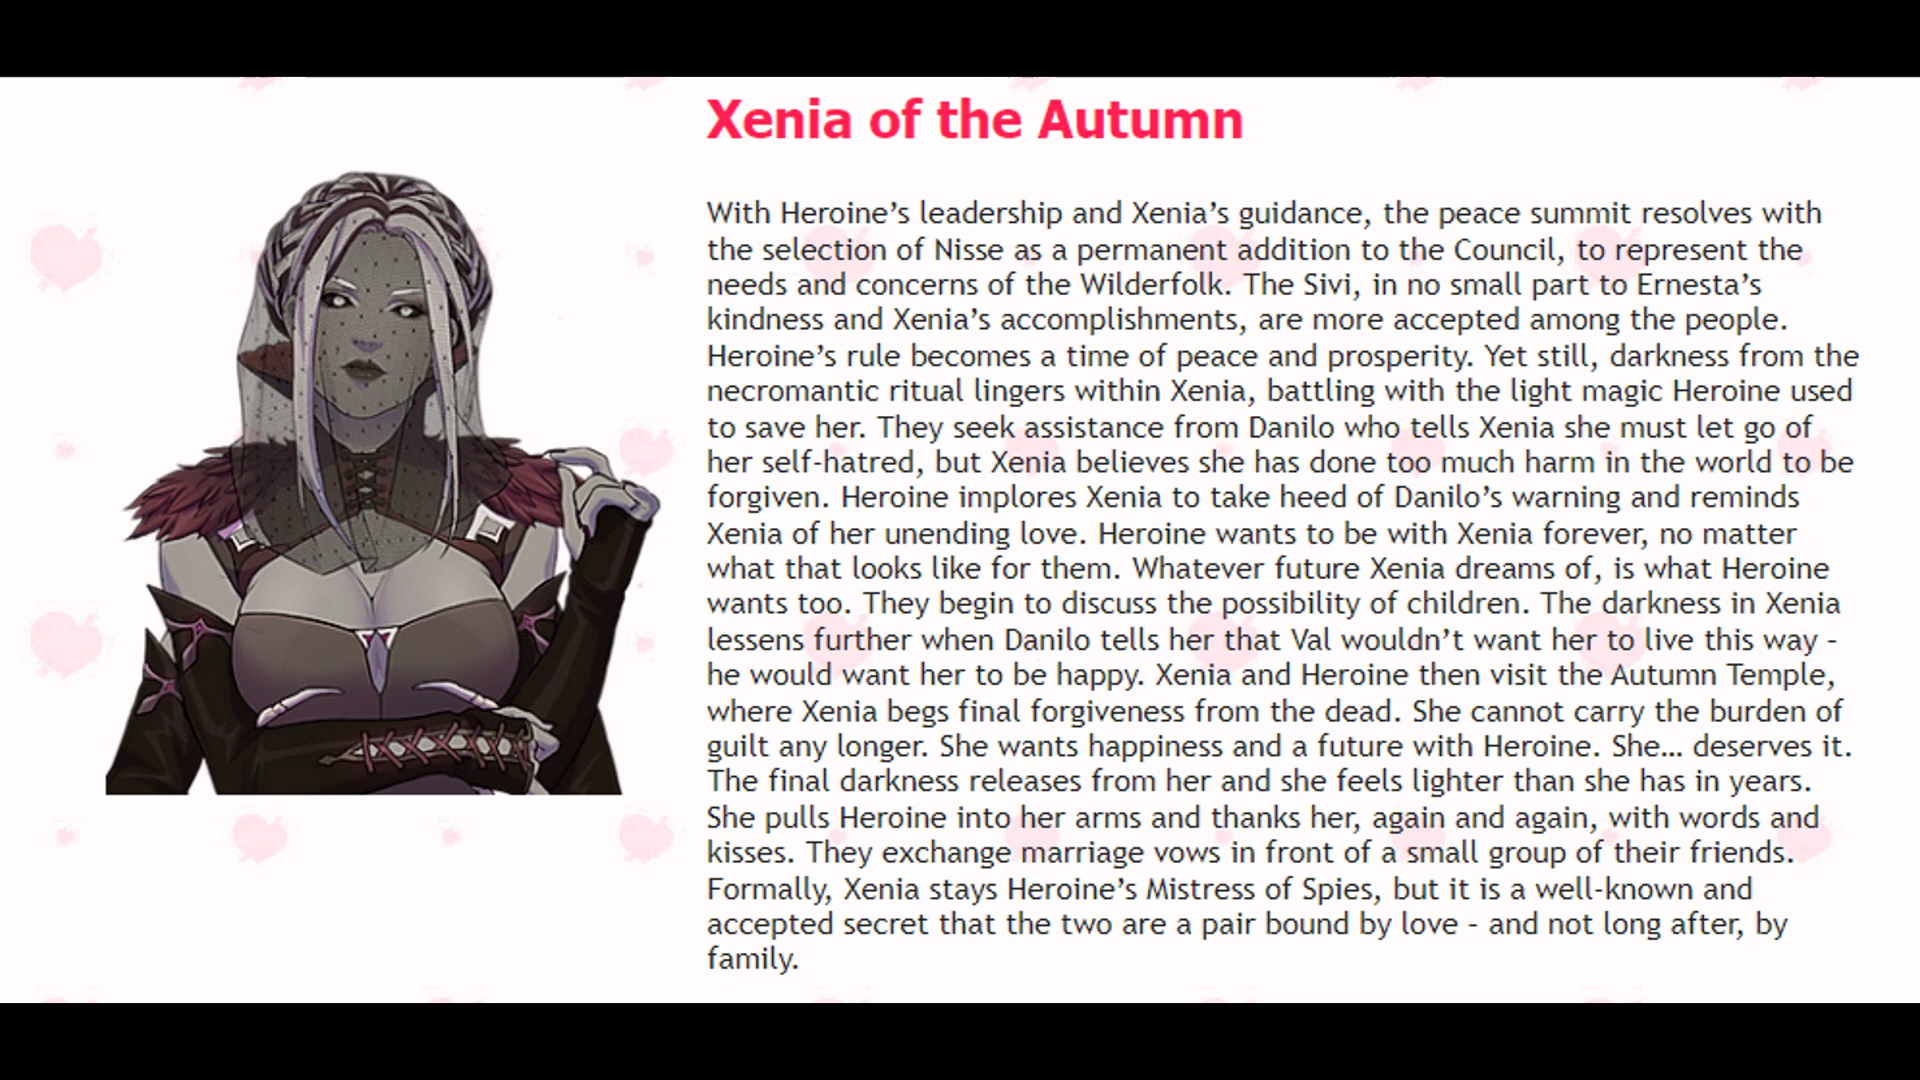 Xenia of the Autumn
With Heroine’s leadership and Xenia’s guidance, the peace summit resolves with
the selection of Nisse as a permanent addition to the Council, to represent the
needs and concerns of the Wilderfolk. The Sivi, in no small part to Ernesta’s
kindness and Xenia’s accomplishments, are more accepted among the people.
Heroine’s rule becomes a time of peace and prosperity. Yet still, darkness from the
necromantic ritual lingers within Xenia, battling with the light magic Heroine used
to save her. They seek assistance from Danilo who tells Xenia she must let go of
her self-hatred, but Xenia believes she has done too much harm in the world to be
forgiven. Heroine implores Xenia to take heed of Danilo’s warning and reminds
Xenia of her unending love. Heroine wants to be with Xenia forever, no matter
what that looks like for them. Whatever future Xenia dreams of, is what Heroine
wants too. They begin to discuss the possibility of children. The darkness in Xenia
lessens further when Danilo tells her that Val wouldn’t want her to live this way –
he would want her to be happy. Xenia and Heroine then visit the Autumn Temple,
where Xenia begs final forgiveness from the dead. She cannot carry the burden of
guilt any longer. She wants happiness and a future with Heroine. She… deserves it.
The final darkness releases from her and she feels lighter than she has in years.
She pulls Heroine into her arms and thanks her, again and again, with words and
kisses. They exchange marriage vows in front of a small group of their friends.
Formally, Xenia stays Heroine’s Mistress of Spies, but it is a well-known and
accepted secret that the two are a pair bound by love – and not long after, by
family.